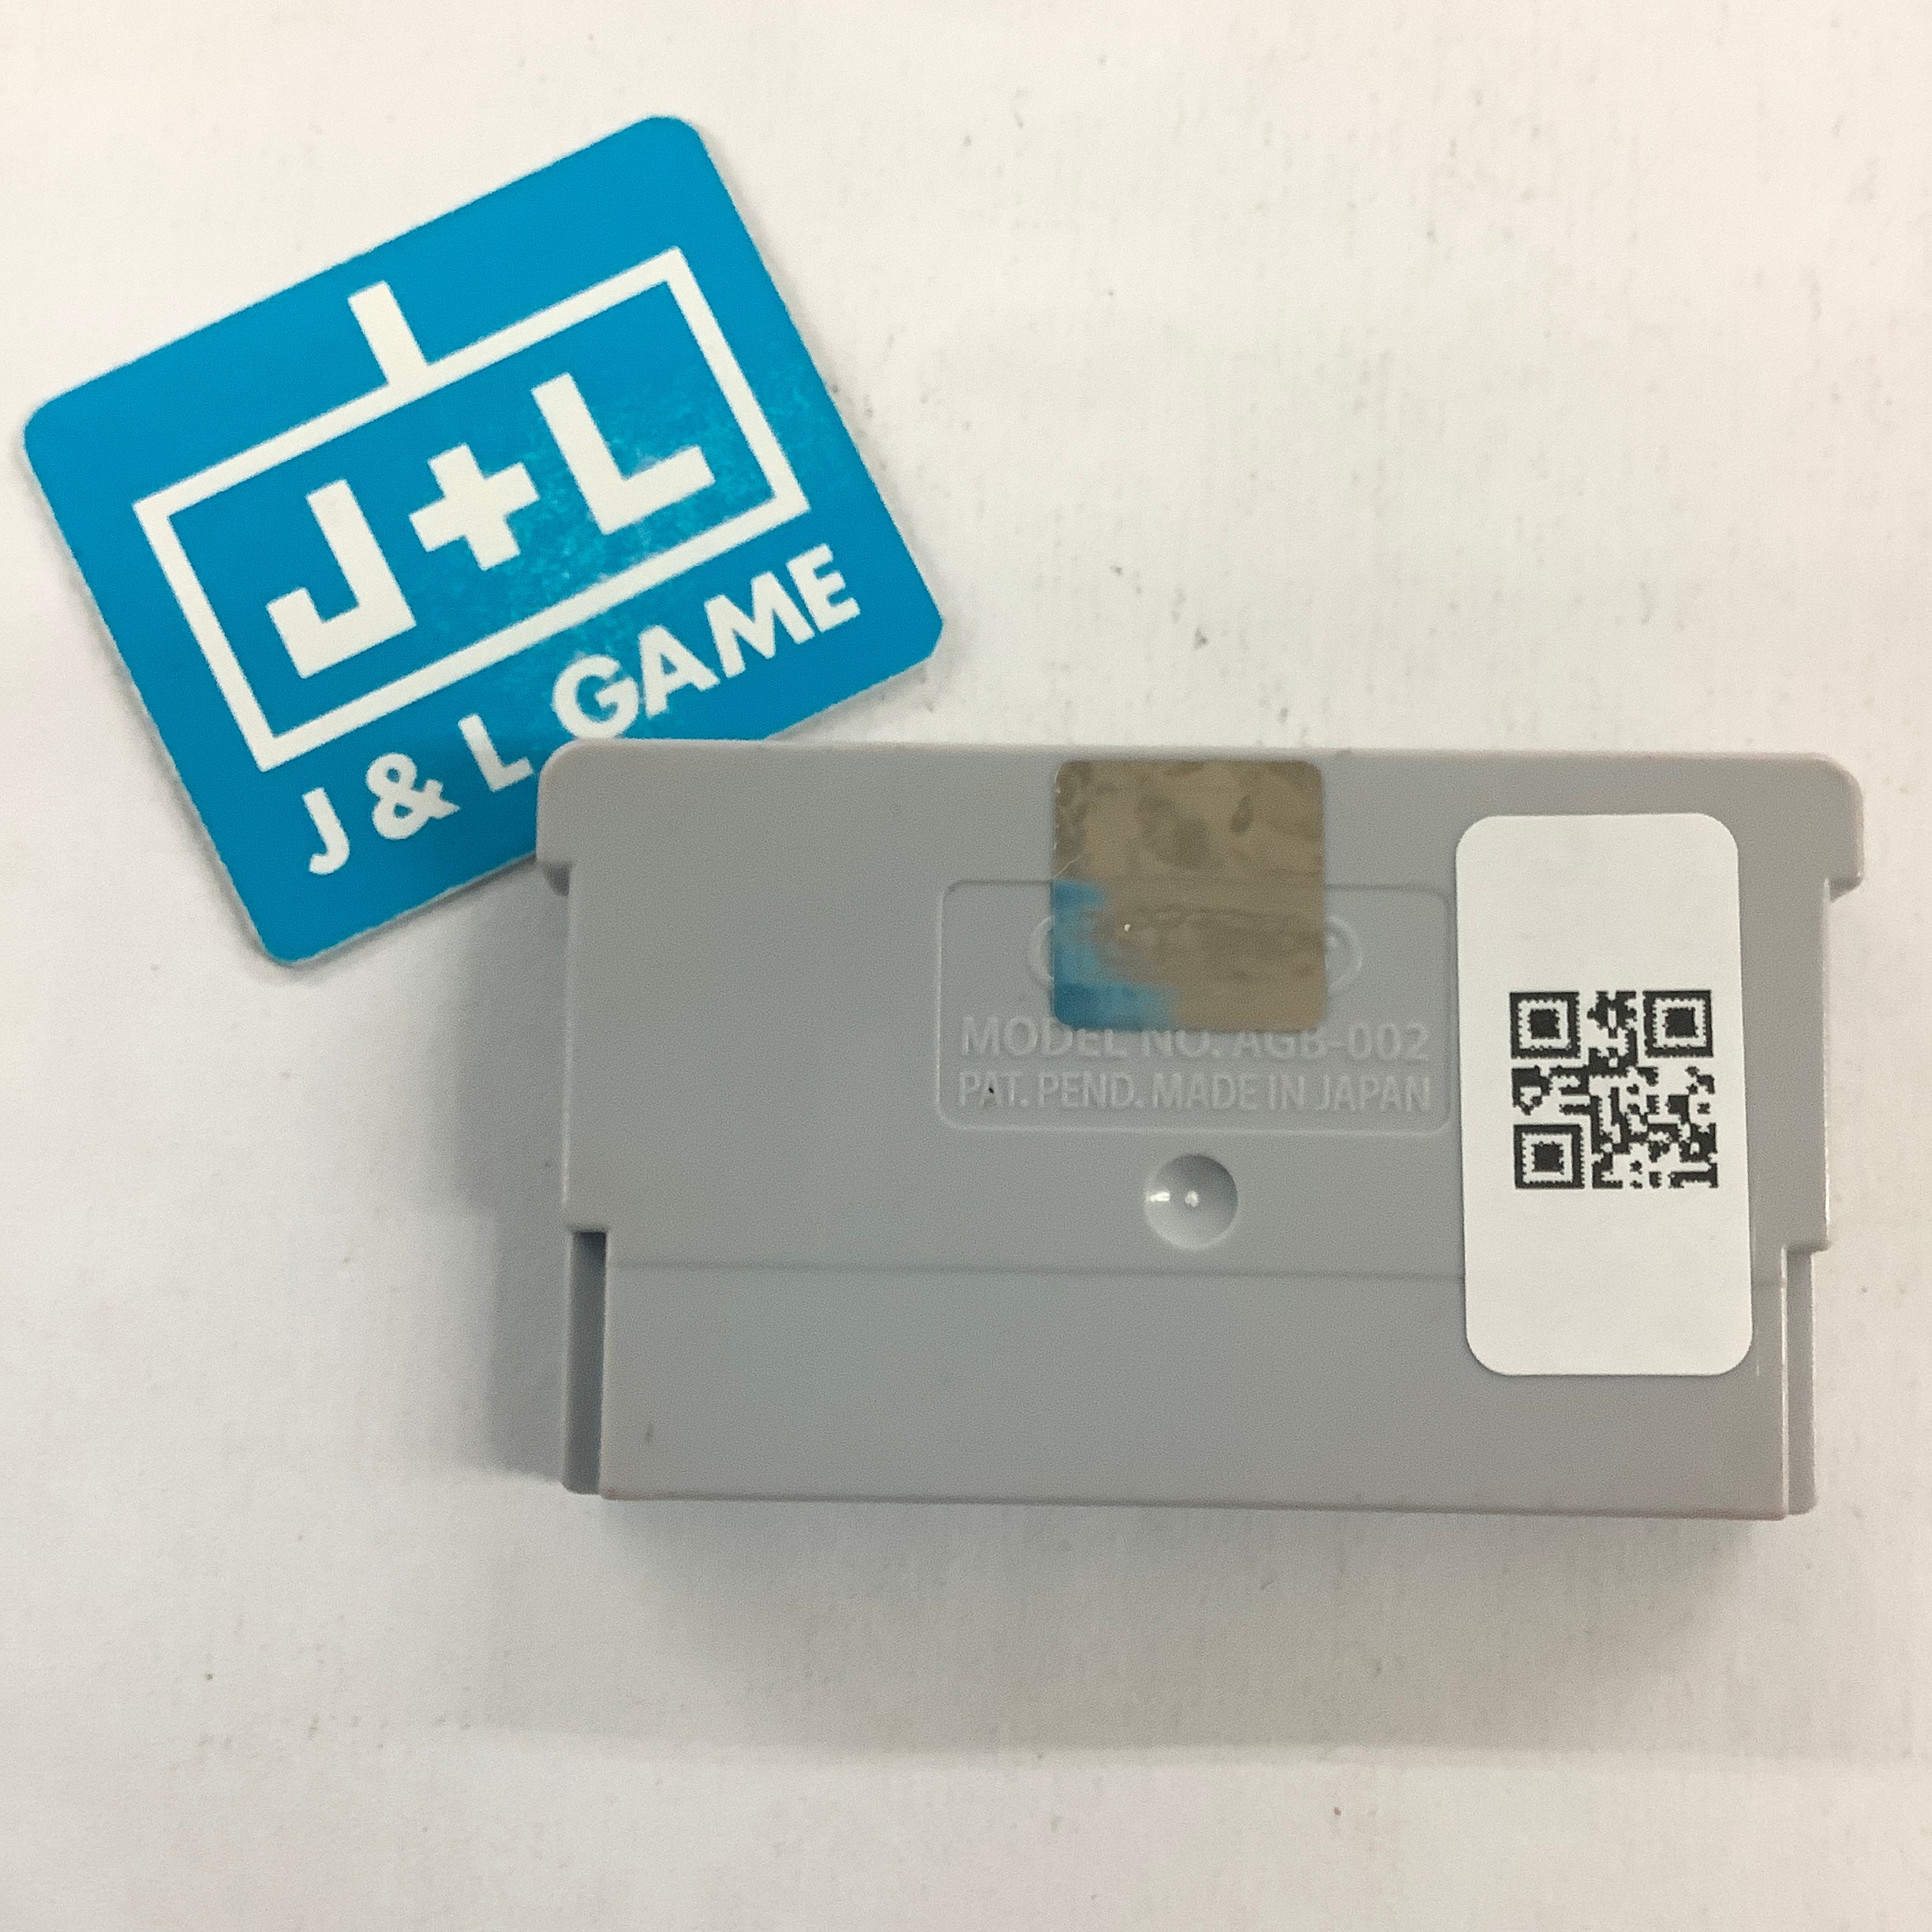 J+L
J & L GAME
MODEL NO. AGB-002
PAT. PEND. MADE IN JAPAN